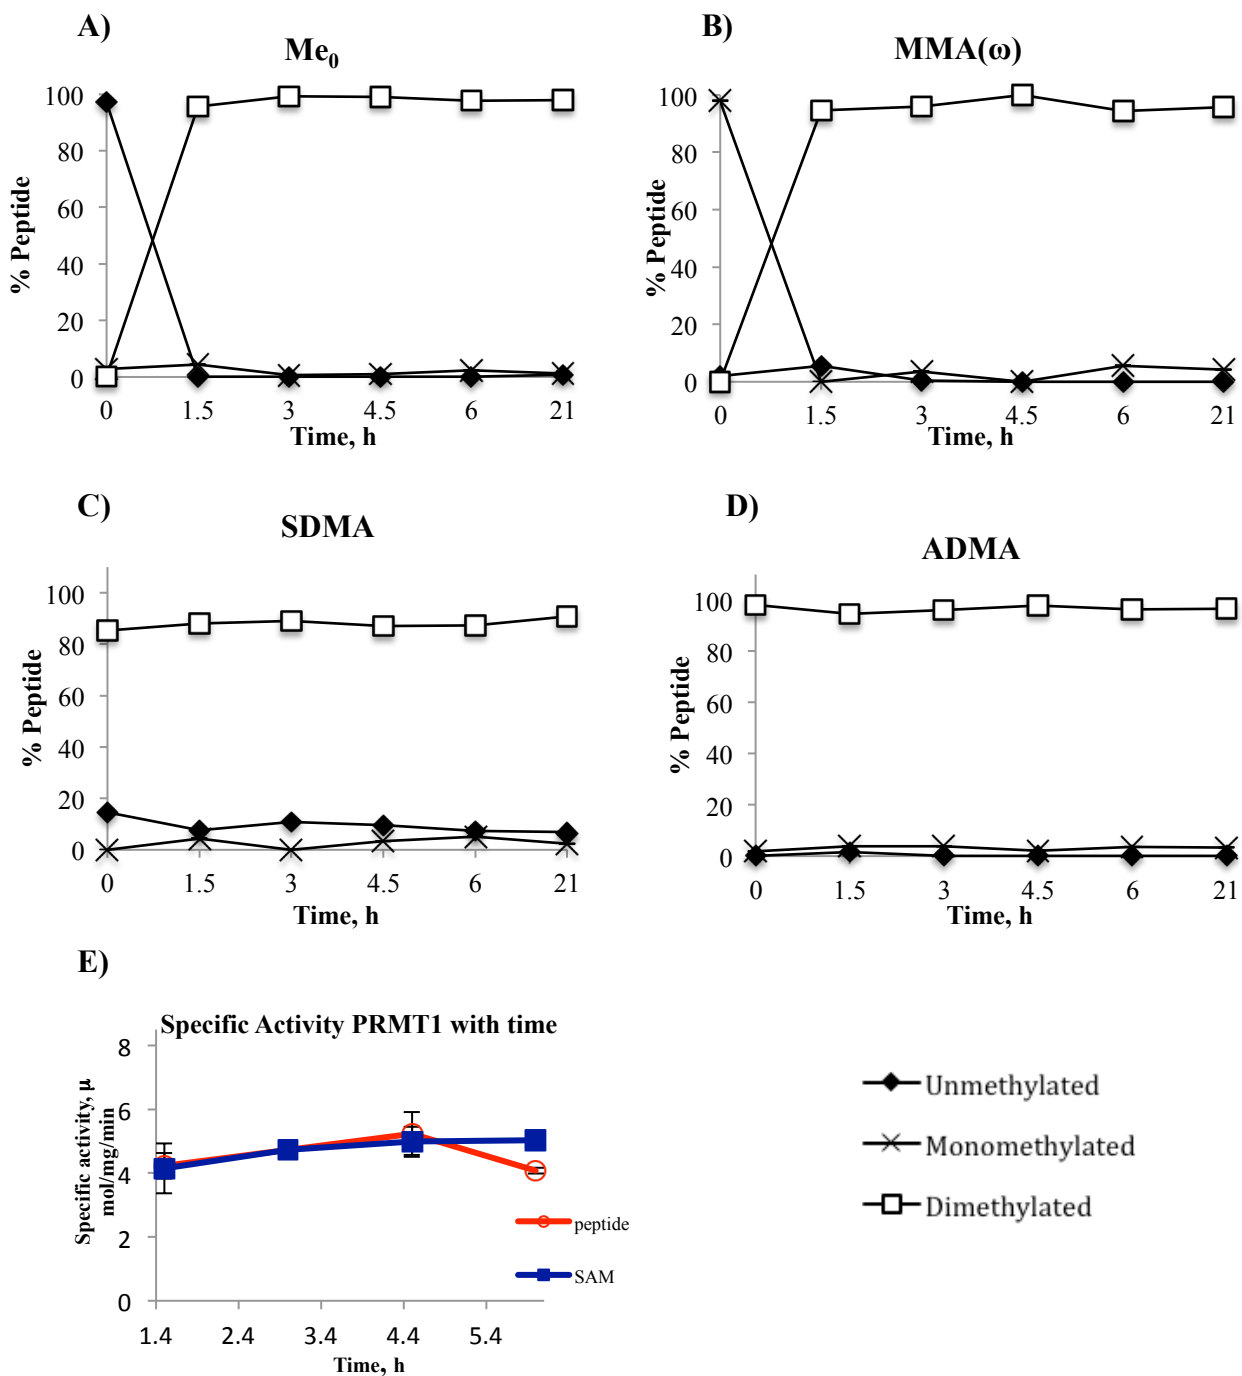 A)
Me₀
100
80
60
40
20
0
% Peptide
0 1.5 3 4.5 6 21
Time, h
B)
MMA(ω)
100
80
60
40
20
0
% Peptide
0 1.5 3 4.5 6 21
Time, h
C)
SDMA
100
80
60
40
20
0
% Peptide
0 1.5 3 4.5 6 21
Time, h
D)
ADMA
100
80
60
40
20
0
% Peptide
0 1.5 3 4.5 6 21
Time, h
E)
Specific Activity PRMT1 with time
8
6
4
2
0
Specific activity, μ
mol/mg/min
1.4 2.4 3.4 4.4 5.4
Time, h
peptide
SAM
Unmethylated
Monomethylated
Dimethylated